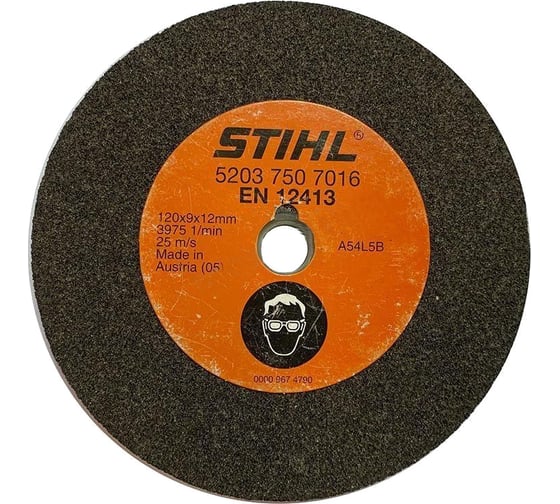 STIHL®
5203 750 7016
EN 12413
120x9x12mm
3975 1/min
25 m/s
Made in
Austria (05)
A54L5B
0000 967 4790